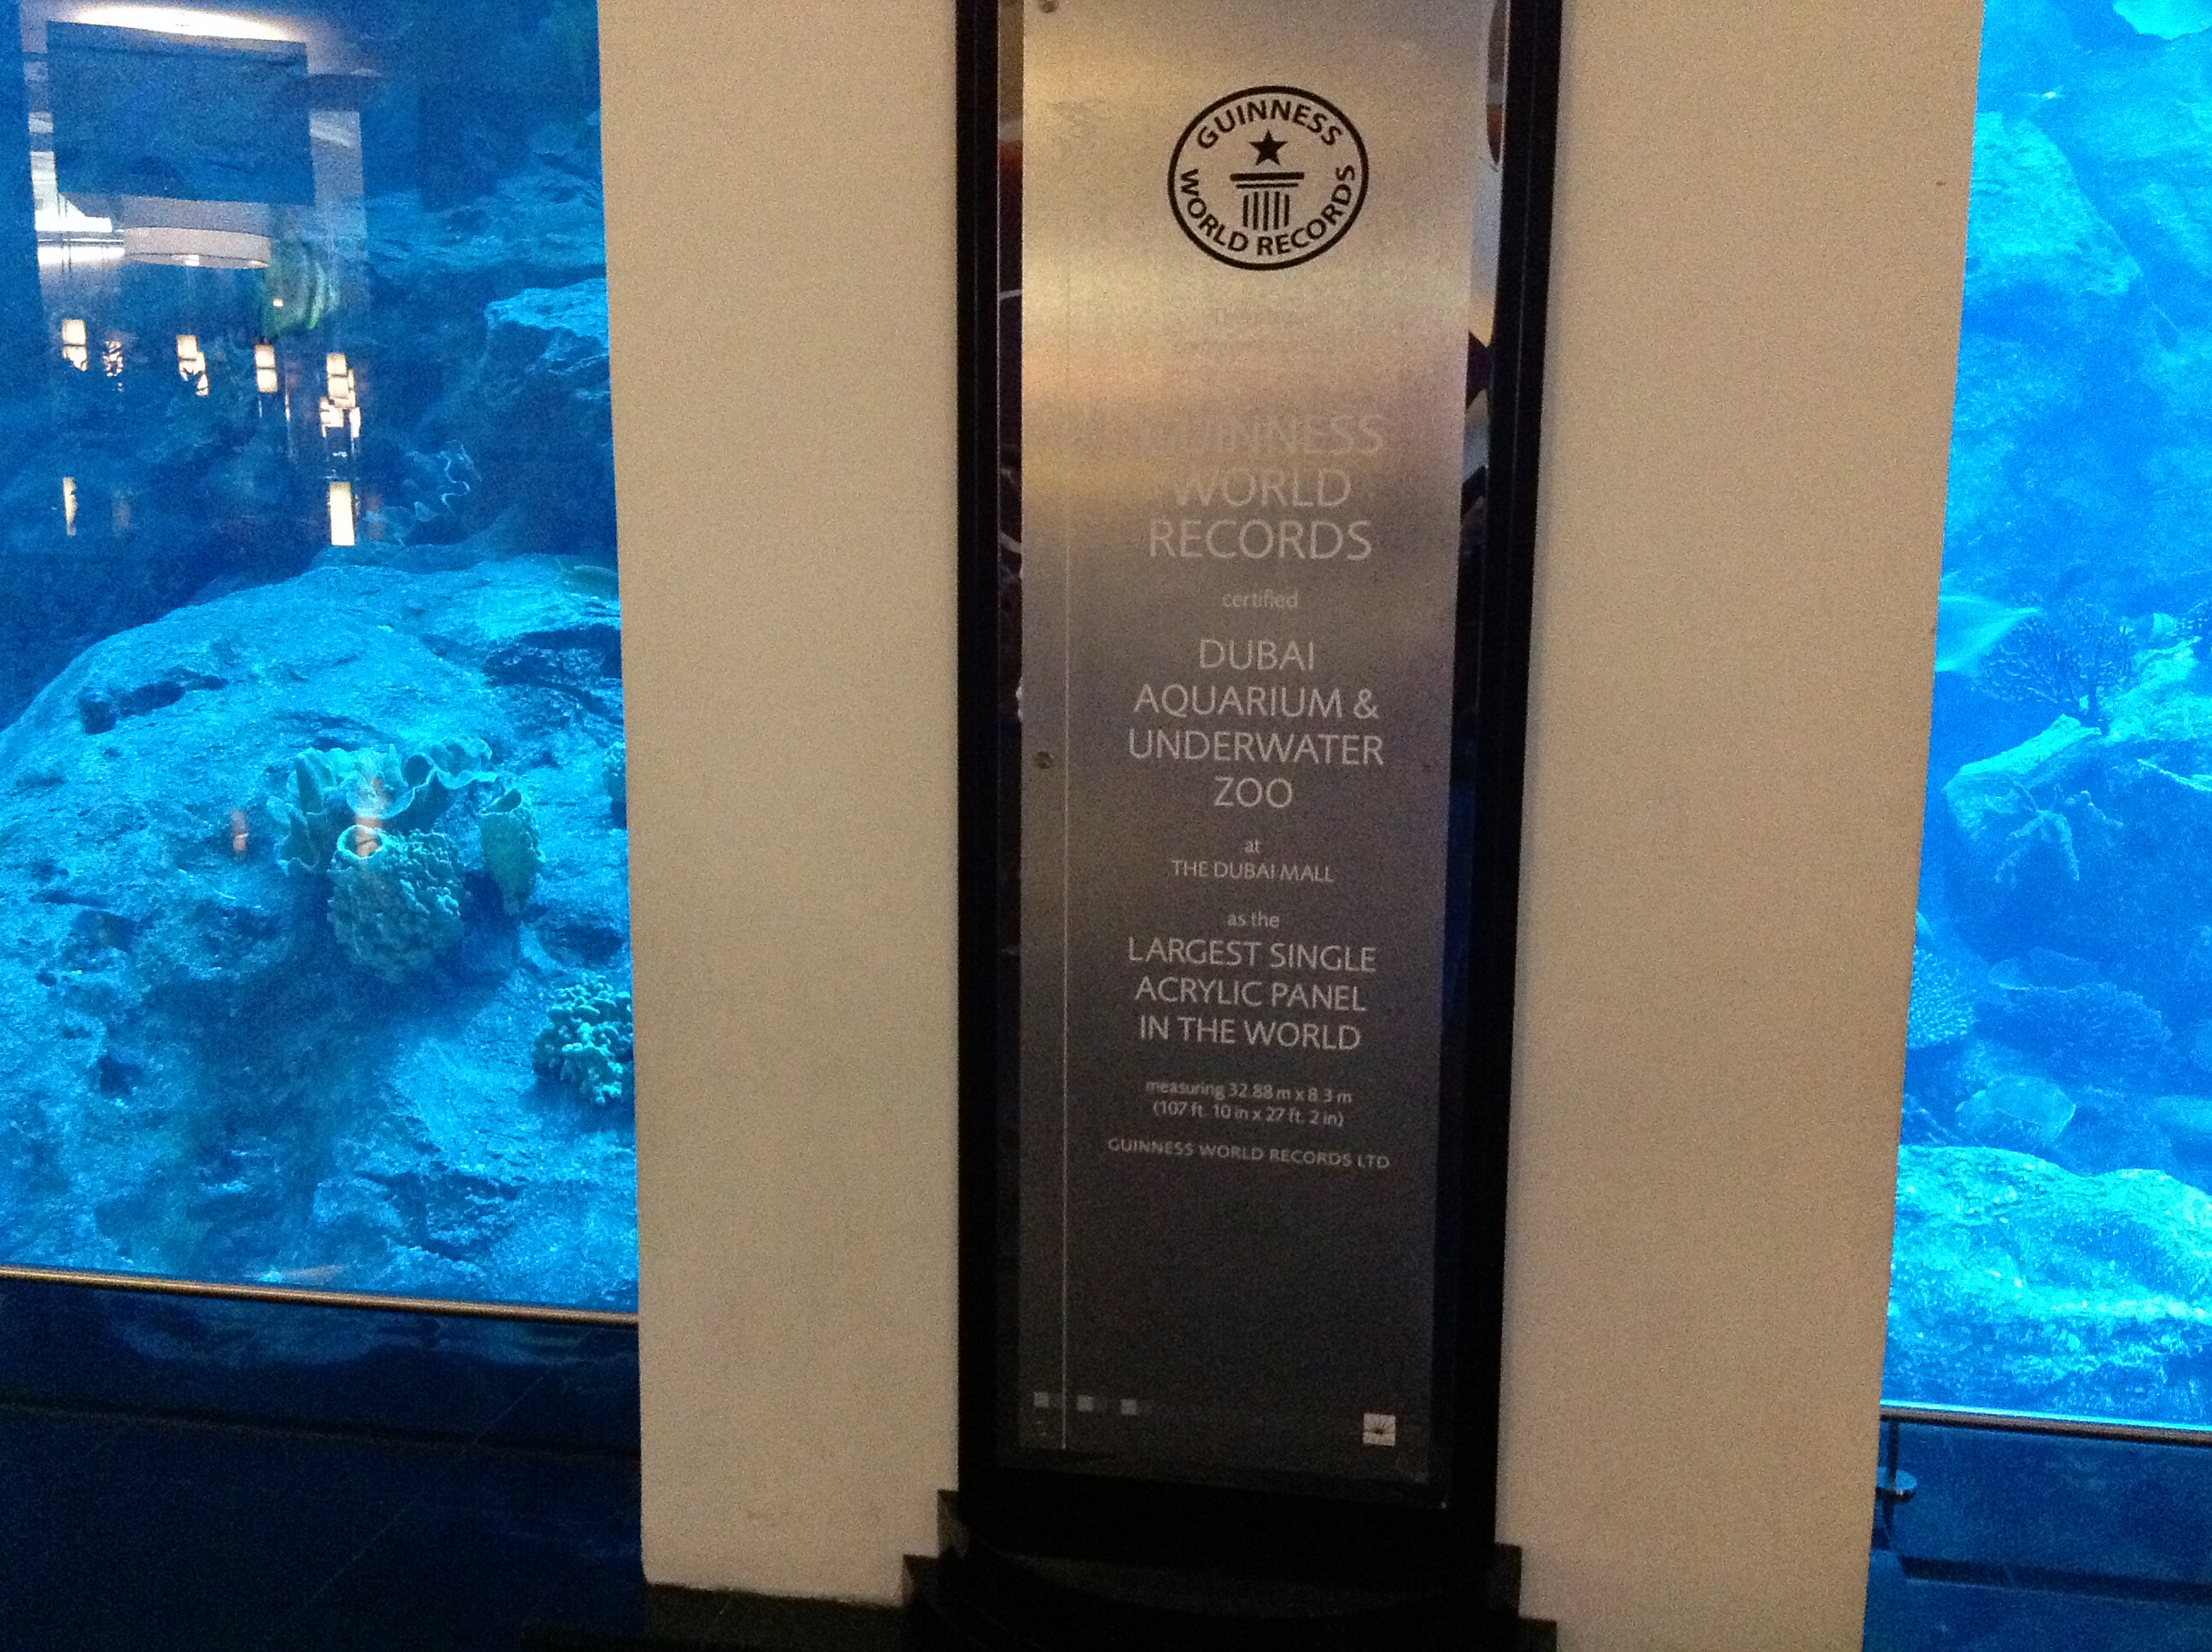 GUINNESS
WORLD RECORDS
GUINNESS
WORLD
RECORDS
certified
DUBAI
AQUARIUM &
UNDERWATER
ZOO
at
THE DUBAI MALL
as the
LARGEST SINGLE
ACRYLIC PANEL
IN THE WORLD
measuring 32.88 m x 8.3 m
(107 ft. 10 in x 27 ft. 2 in)
GUINNESS WORLD RECORDS LTD